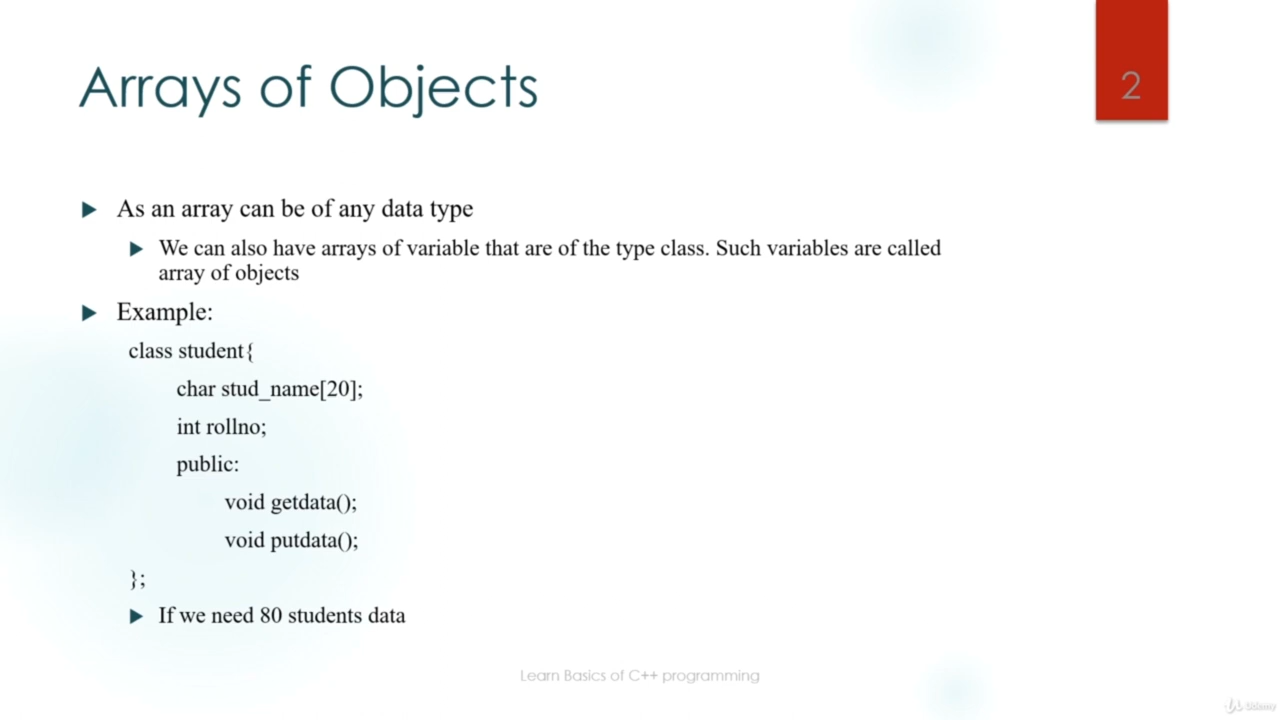 Arrays of Objects
2
As an array can be of any data type
We can also have arrays of variable that are of the type class. Such variables are called
array of objects
Example:
class student{
char stud_name[20];
int rollno;
public:
void getdata();
void putdata();
};
If we need 80 students data
Learn Basics of C++ programming
Udemy